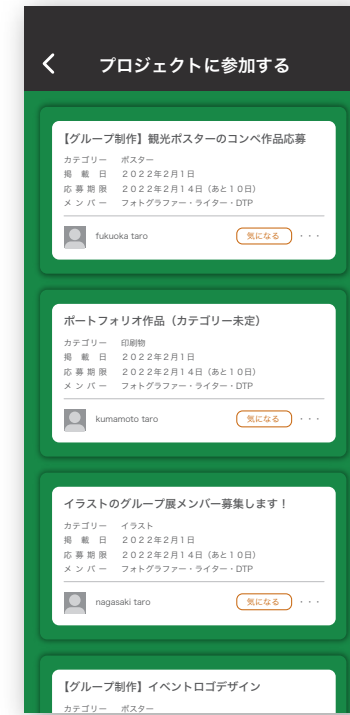 プロジェクトに参加する
【グループ制作】観光ポスターのコンペ作品応募
カテゴリー ポスター
掲載日 2022年2月1日
応募期限 2022年2月14日(あと10日)
メンバー フォトグラファー・ライター・DTP
fukuoka taro 気になる ・・・
ポートフォリオ作品(カテゴリー未定)
カテゴリー 印刷物
掲載日 2022年2月1日
応募期限 2022年2月14日(あと10日)
メンバー フォトグラファー・ライター・DTP
kumamoto taro 気になる ・・・
イラストのグループ展メンバー募集します!
カテゴリー イラスト
掲載日 2022年2月1日
応募期限 2022年2月14日(あと10日)
メンバー フォトグラファー・ライター・DTP
nagasaki taro 気になる ・・・
【グループ制作】イベントロゴデザイン
カテゴリー ポスター